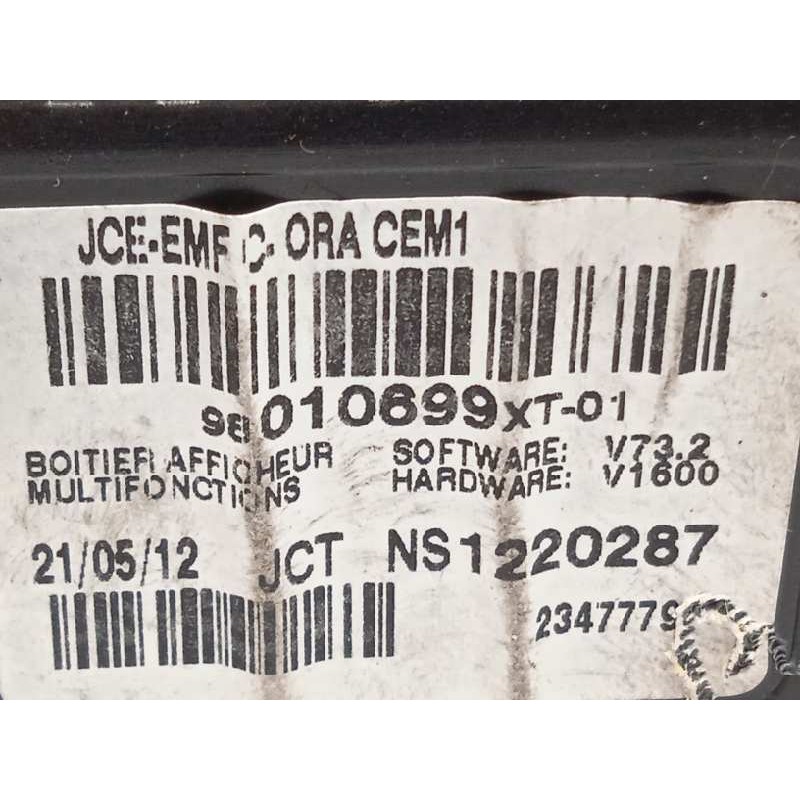 JCE-EMF C- ORA CEM1
98010699XT-01
BOITIER AFFICHEUR SOFTWARE: V73.2
MULTIFONCTIONS HARDWARE: V1600
21/05/12 JCT NS1220287
2347779